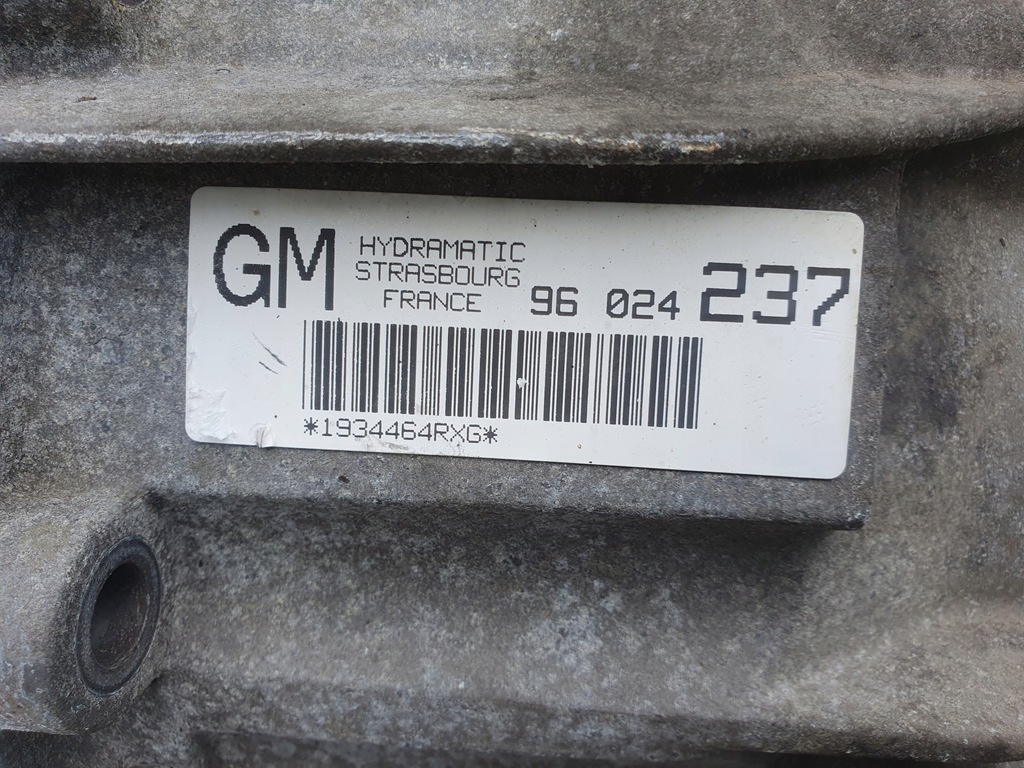 GM HYDRAMATIC
STRASBOURG
FRANCE 96 024 237
*1934464RXG*